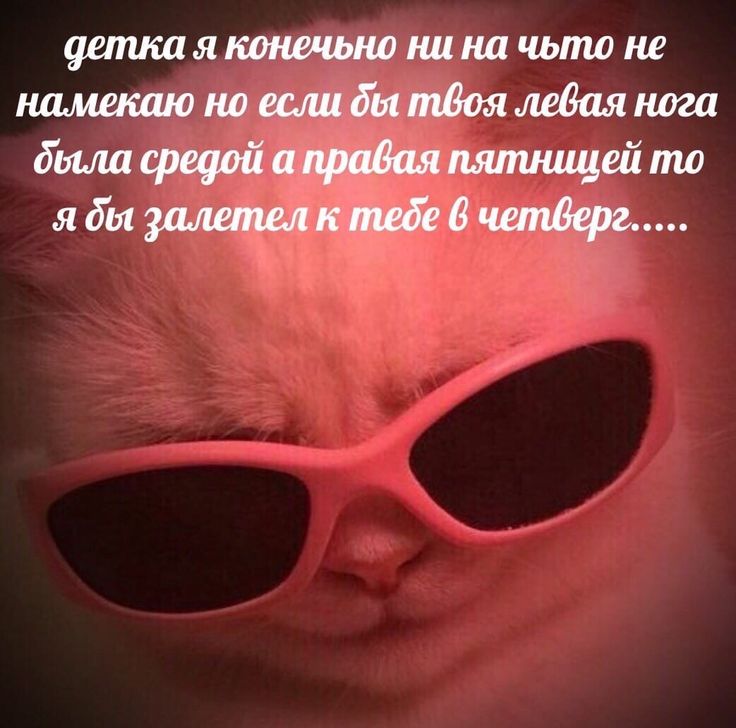 детка я конечьно ни на чьто не
намекаю но если бы твоя левая нога
была средой а правая пятницей то
я бы залетел к тебе в четверг.....